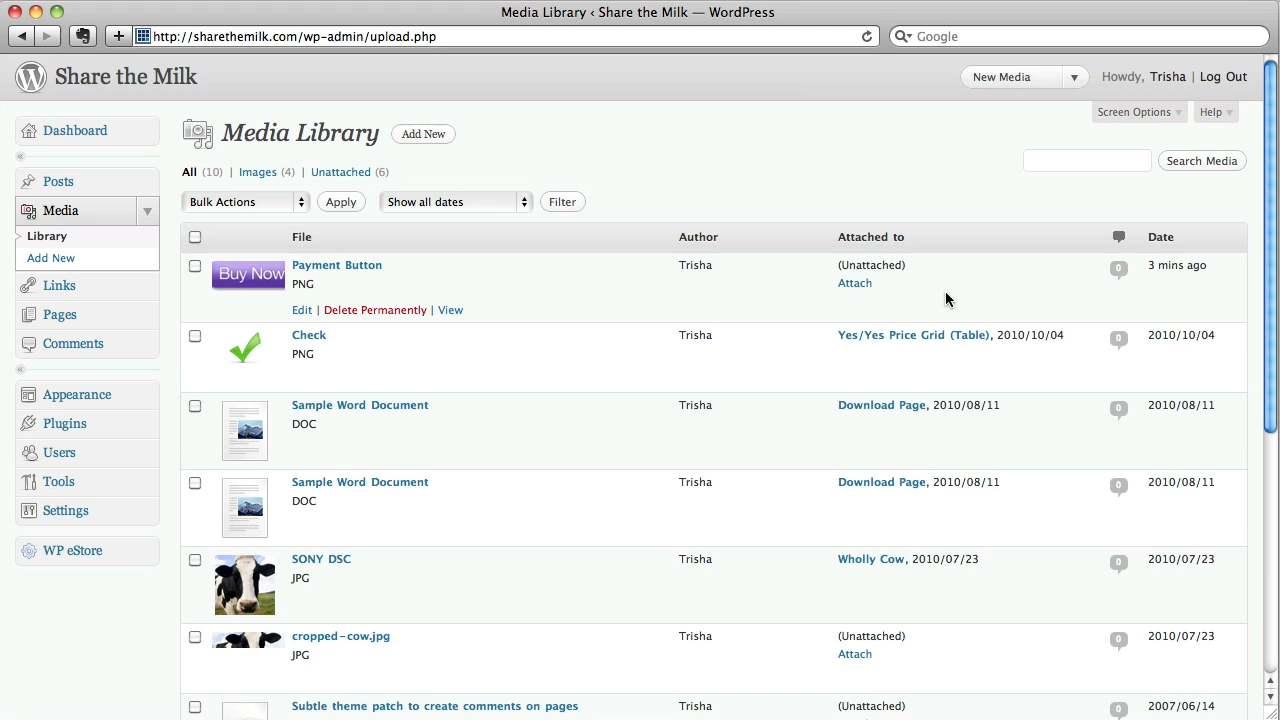 Media Library ‹ Share the Milk — WordPress
http://sharethemilk.com/wp-admin/upload.php
Google
Share the Milk
New Media
Howdy, Trisha | Log Out
Screen Options
Help
Dashboard
Posts
Media
Library
Add New
Links
Pages
Comments
Appearance
Plugins
Users
Tools
Settings
WP eStore
Media Library
Add New
All (10) | Images (4) | Unattached (6)
Search Media
Bulk Actions
Apply
Show all dates
Filter
File Author Attached to Date
Buy Now
Payment Button Trisha (Unattached) 0 3 mins ago
PNG Attach
Edit | Delete Permanently | View
Check Trisha Yes/Yes Price Grid (Table), 2010/10/04 0 2010/10/04
PNG
Sample Word Document Trisha Download Page, 2010/08/11 0 2010/08/11
DOC
Sample Word Document Trisha Download Page, 2010/08/11 0 2010/08/11
DOC
SONY DSC Trisha Wholly Cow, 2010/07/23 0 2010/07/23
JPG
cropped-cow.jpg Trisha (Unattached) 0 2010/07/23
JPG Attach
Subtle theme patch to create comments on pages Trisha (Unattached) 0 2007/06/14